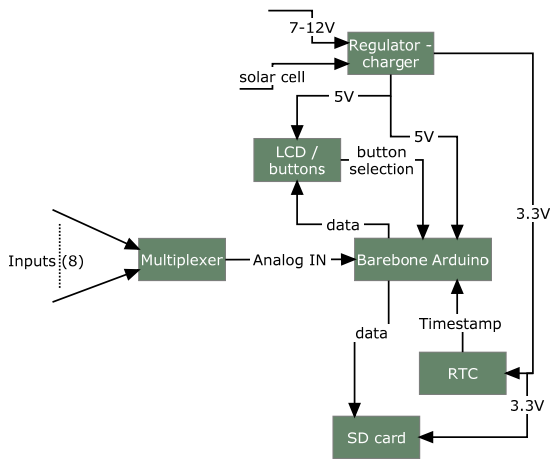 7-12V
Regulator -
charger
solar cell
5V
5V
LCD /
buttons
button
selection
3.3V
data
Inputs (8)
Multiplexer
Analog IN
Barebone Arduino
data
Timestamp
RTC
3.3V
SD card